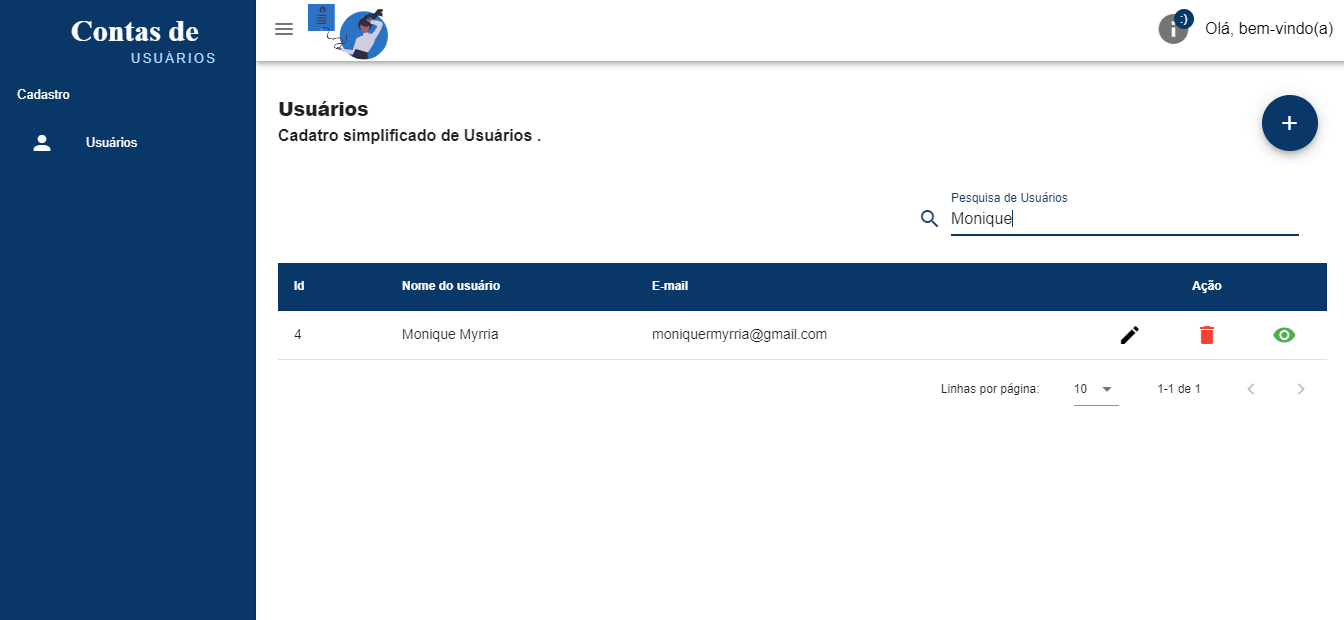 Contas de
USUÁRIOS
Cadastro
Usuários
:)
Olá, bem-vindo(a)
Usuários
Cadatro simplificado de Usuários .
+
Pesquisa de Usuários
Monique
Id Nome do usuário E-mail Ação
4 Monique Myrria moniquermyrria@gmail.com
Linhas por página: 10 1-1 de 1